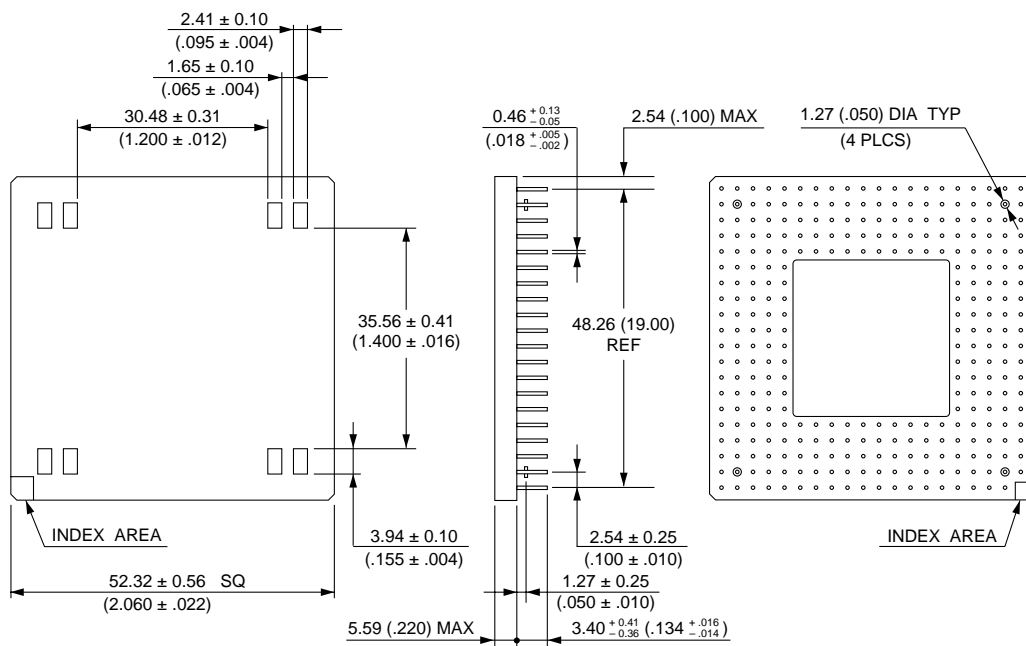 2.41 ± 0.10
(.095 ± .004)
1.65 ± 0.10
(.065 ± .004)
30.48 ± 0.31
(1.200 ± .012)
0.46 + 0.13 − 0.05
(.018 + .005 − .002)
2.54 (.100) MAX
1.27 (.050) DIA TYP
(4 PLCS)
35.56 ± 0.41
(1.400 ± .016)
48.26 (19.00)
REF
INDEX AREA
3.94 ± 0.10
(.155 ± .004)
2.54 ± 0.25
(.100 ± .010)
INDEX AREA
52.32 ± 0.56 SQ
(2.060 ± .022)
1.27 ± 0.25
(.050 ± .010)
5.59 (.220) MAX
3.40 + 0.41 − 0.36 (.134 + .016 − .014)